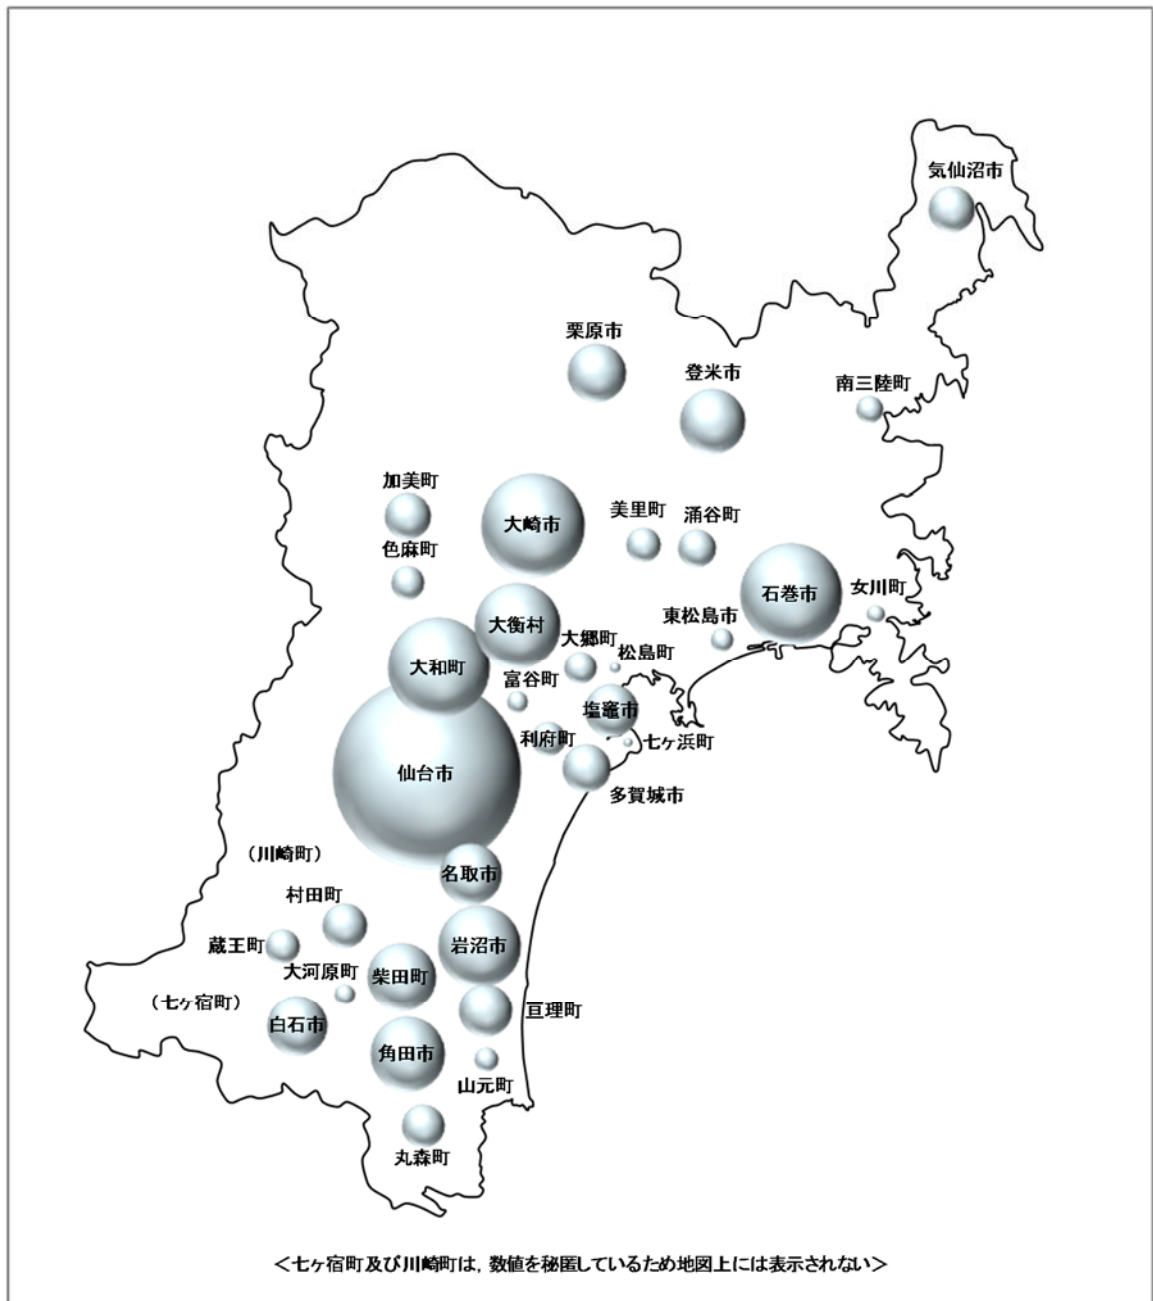 気仙沼市
栗原市
登米市
南三陸町
加美町
大崎市
美里町
涌谷町
色麻町
石巻市
女川町
大衡村
東松島市
大郷町
松島町
大和町
富谷町
塩竈市
利府町
七ヶ浜町
仙台市
多賀城市
（川崎町）
名取市
村田町
蔵王町
岩沼市
大河原町
柴田町
（七ヶ宿町）
亘理町
白石市
角田市
山元町
丸森町
＜七ヶ宿町及び川崎町は，数値を秘匿しているため地図上には表示されない＞